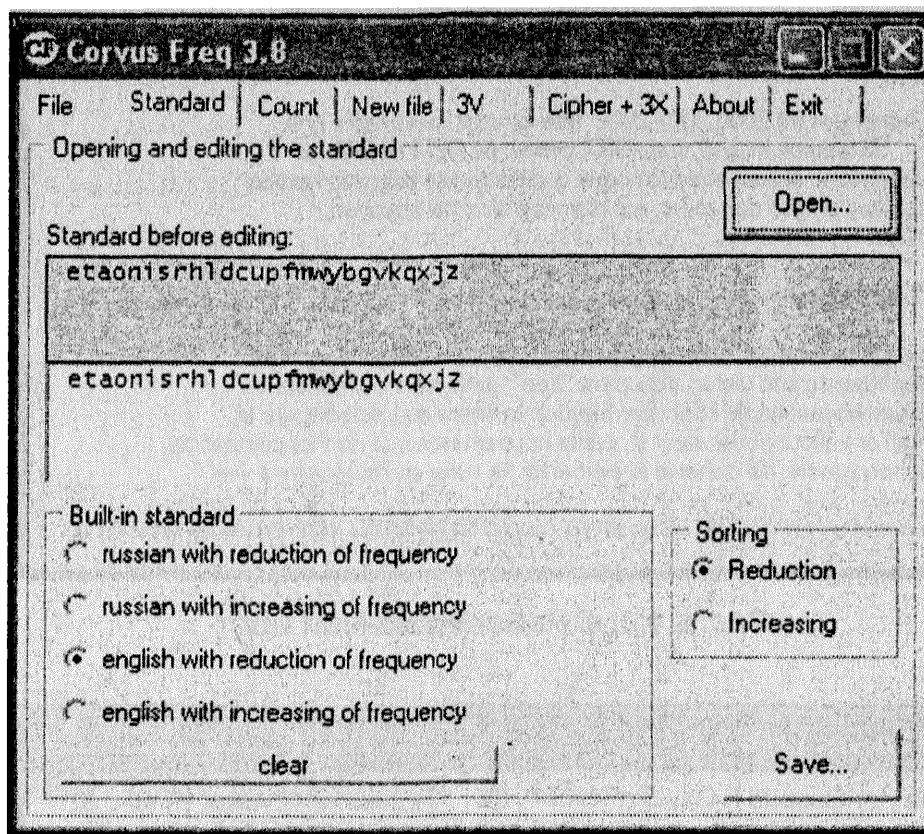 CF Corvus Freq 3.8
File Standard Count New file 3V Cipher + 3X About Exit
Opening and editing the standard
Open...
Standard before editing:
etaonisrhldcupfmwybgvkqxjz
etaonisrhldcupfmwybgvkqxjz
Built-in standard
russian with reduction of frequency
russian with increasing of frequency
english with reduction of frequency
english with increasing of frequency
clear
Sorting
Reduction
Increasing
Save...